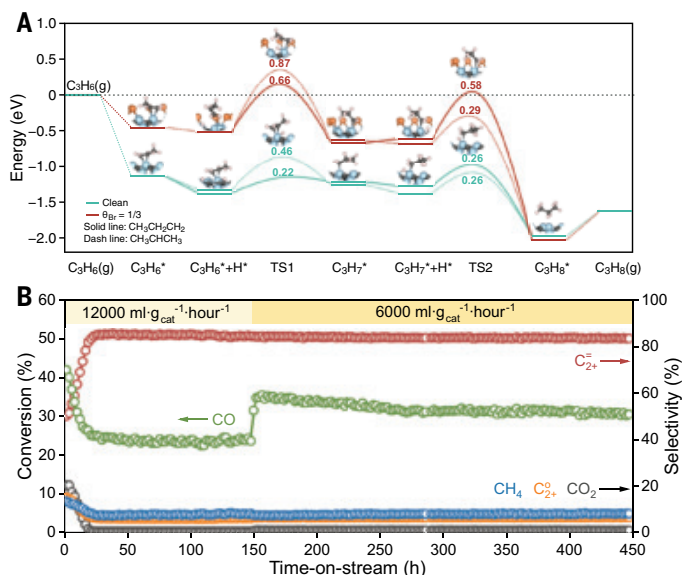 A
1.0
0.5
0.0
−0.5
−1.0
−1.5
−2.0
Energy (eV)
C₃H₆(g)
0.87
0.66
0.46
0.22
0.58
0.29
0.26
0.26
Clean
θBr = 1/3
Solid line: CH₃CH₂CH₂
Dash line: CH₃CHCH₃
C₃H₆(g) C₃H₆* C₃H₆*+H* TS1 C₃H₇* C₃H₇*+H* TS2 C₃H₈* C₃H₈(g)
B
12000 ml·gcat⁻¹·hour⁻¹ 6000 ml·gcat⁻¹·hour⁻¹
60
50
40
30
20
10
0
Conversion (%)
C₂₊⁼
CO
CH₄ C₂₊º CO₂
100
80
60
40
20
0
Selectivity (%)
0 50 100 150 200 250 300 350 400 450
Time-on-stream (h)